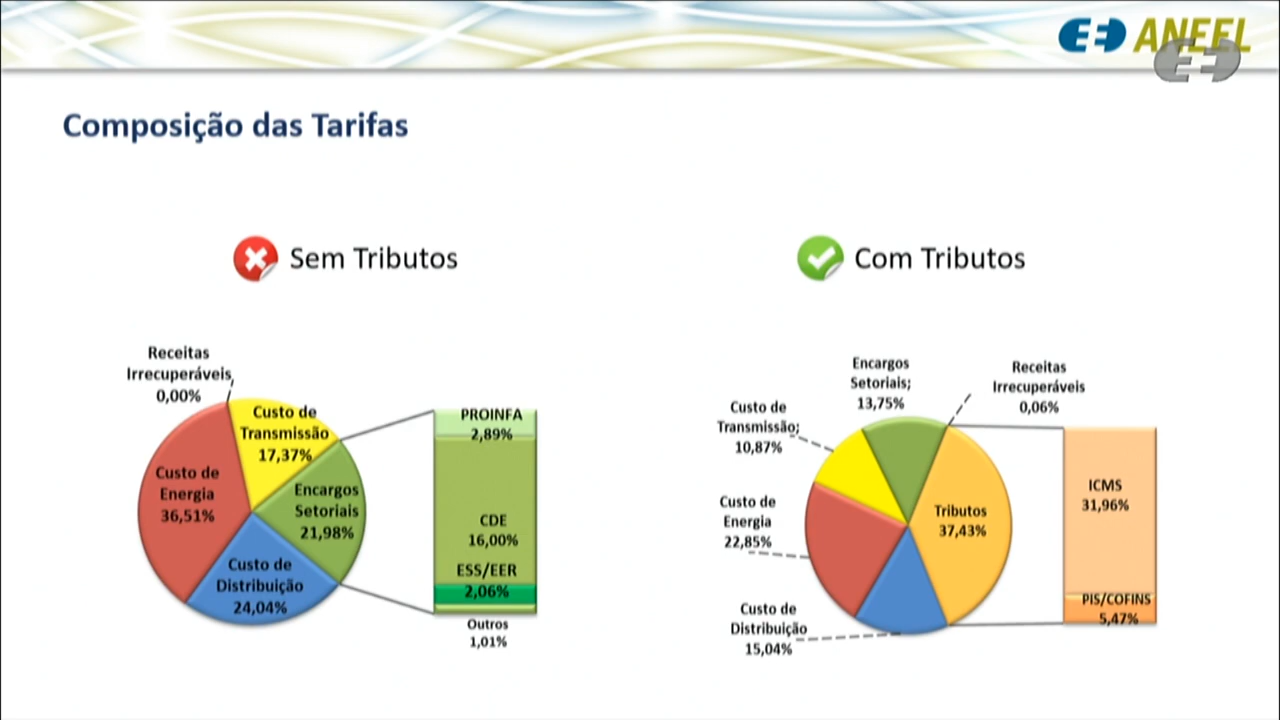 ANEEL
Composição das Tarifas
Sem Tributos
Receitas
Irrecuperáveis
0,00%
Custo de
Transmissão
17,37%
Custo de
Energia
36,51%
Encargos
Setoriais
21,98%
Custo de
Distribuição
24,04%
PROINFA
2,89%
CDE
16,00%
ESS/EER
2,06%
Outros
1,01%
Com Tributos
Encargos
Setoriais;
13,75%
Receitas
Irrecuperáveis
0,06%
Custo de
Transmissão;
10,87%
Custo de
Energia
22,85%
Tributos
37,43%
Custo de
Distribuição
15,04%
ICMS
31,96%
PIS/COFINS
5,47%